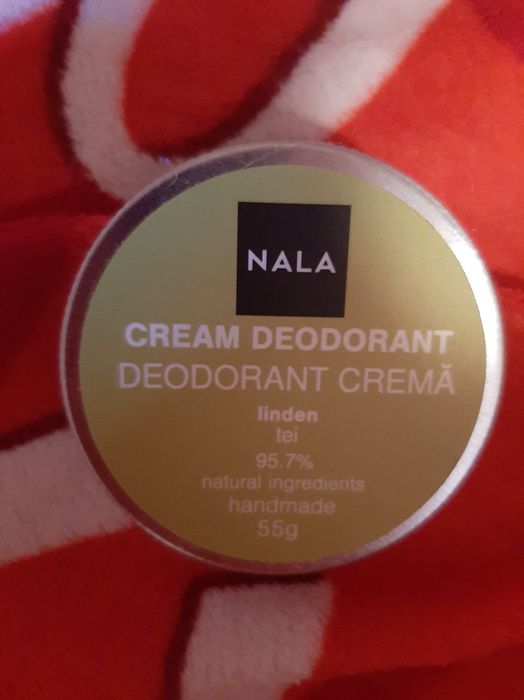 NALA
CREAM DEODORANT
DEODORANT CREMĂ
linden
tei
95.7%
natural ingredients
handmade
55g